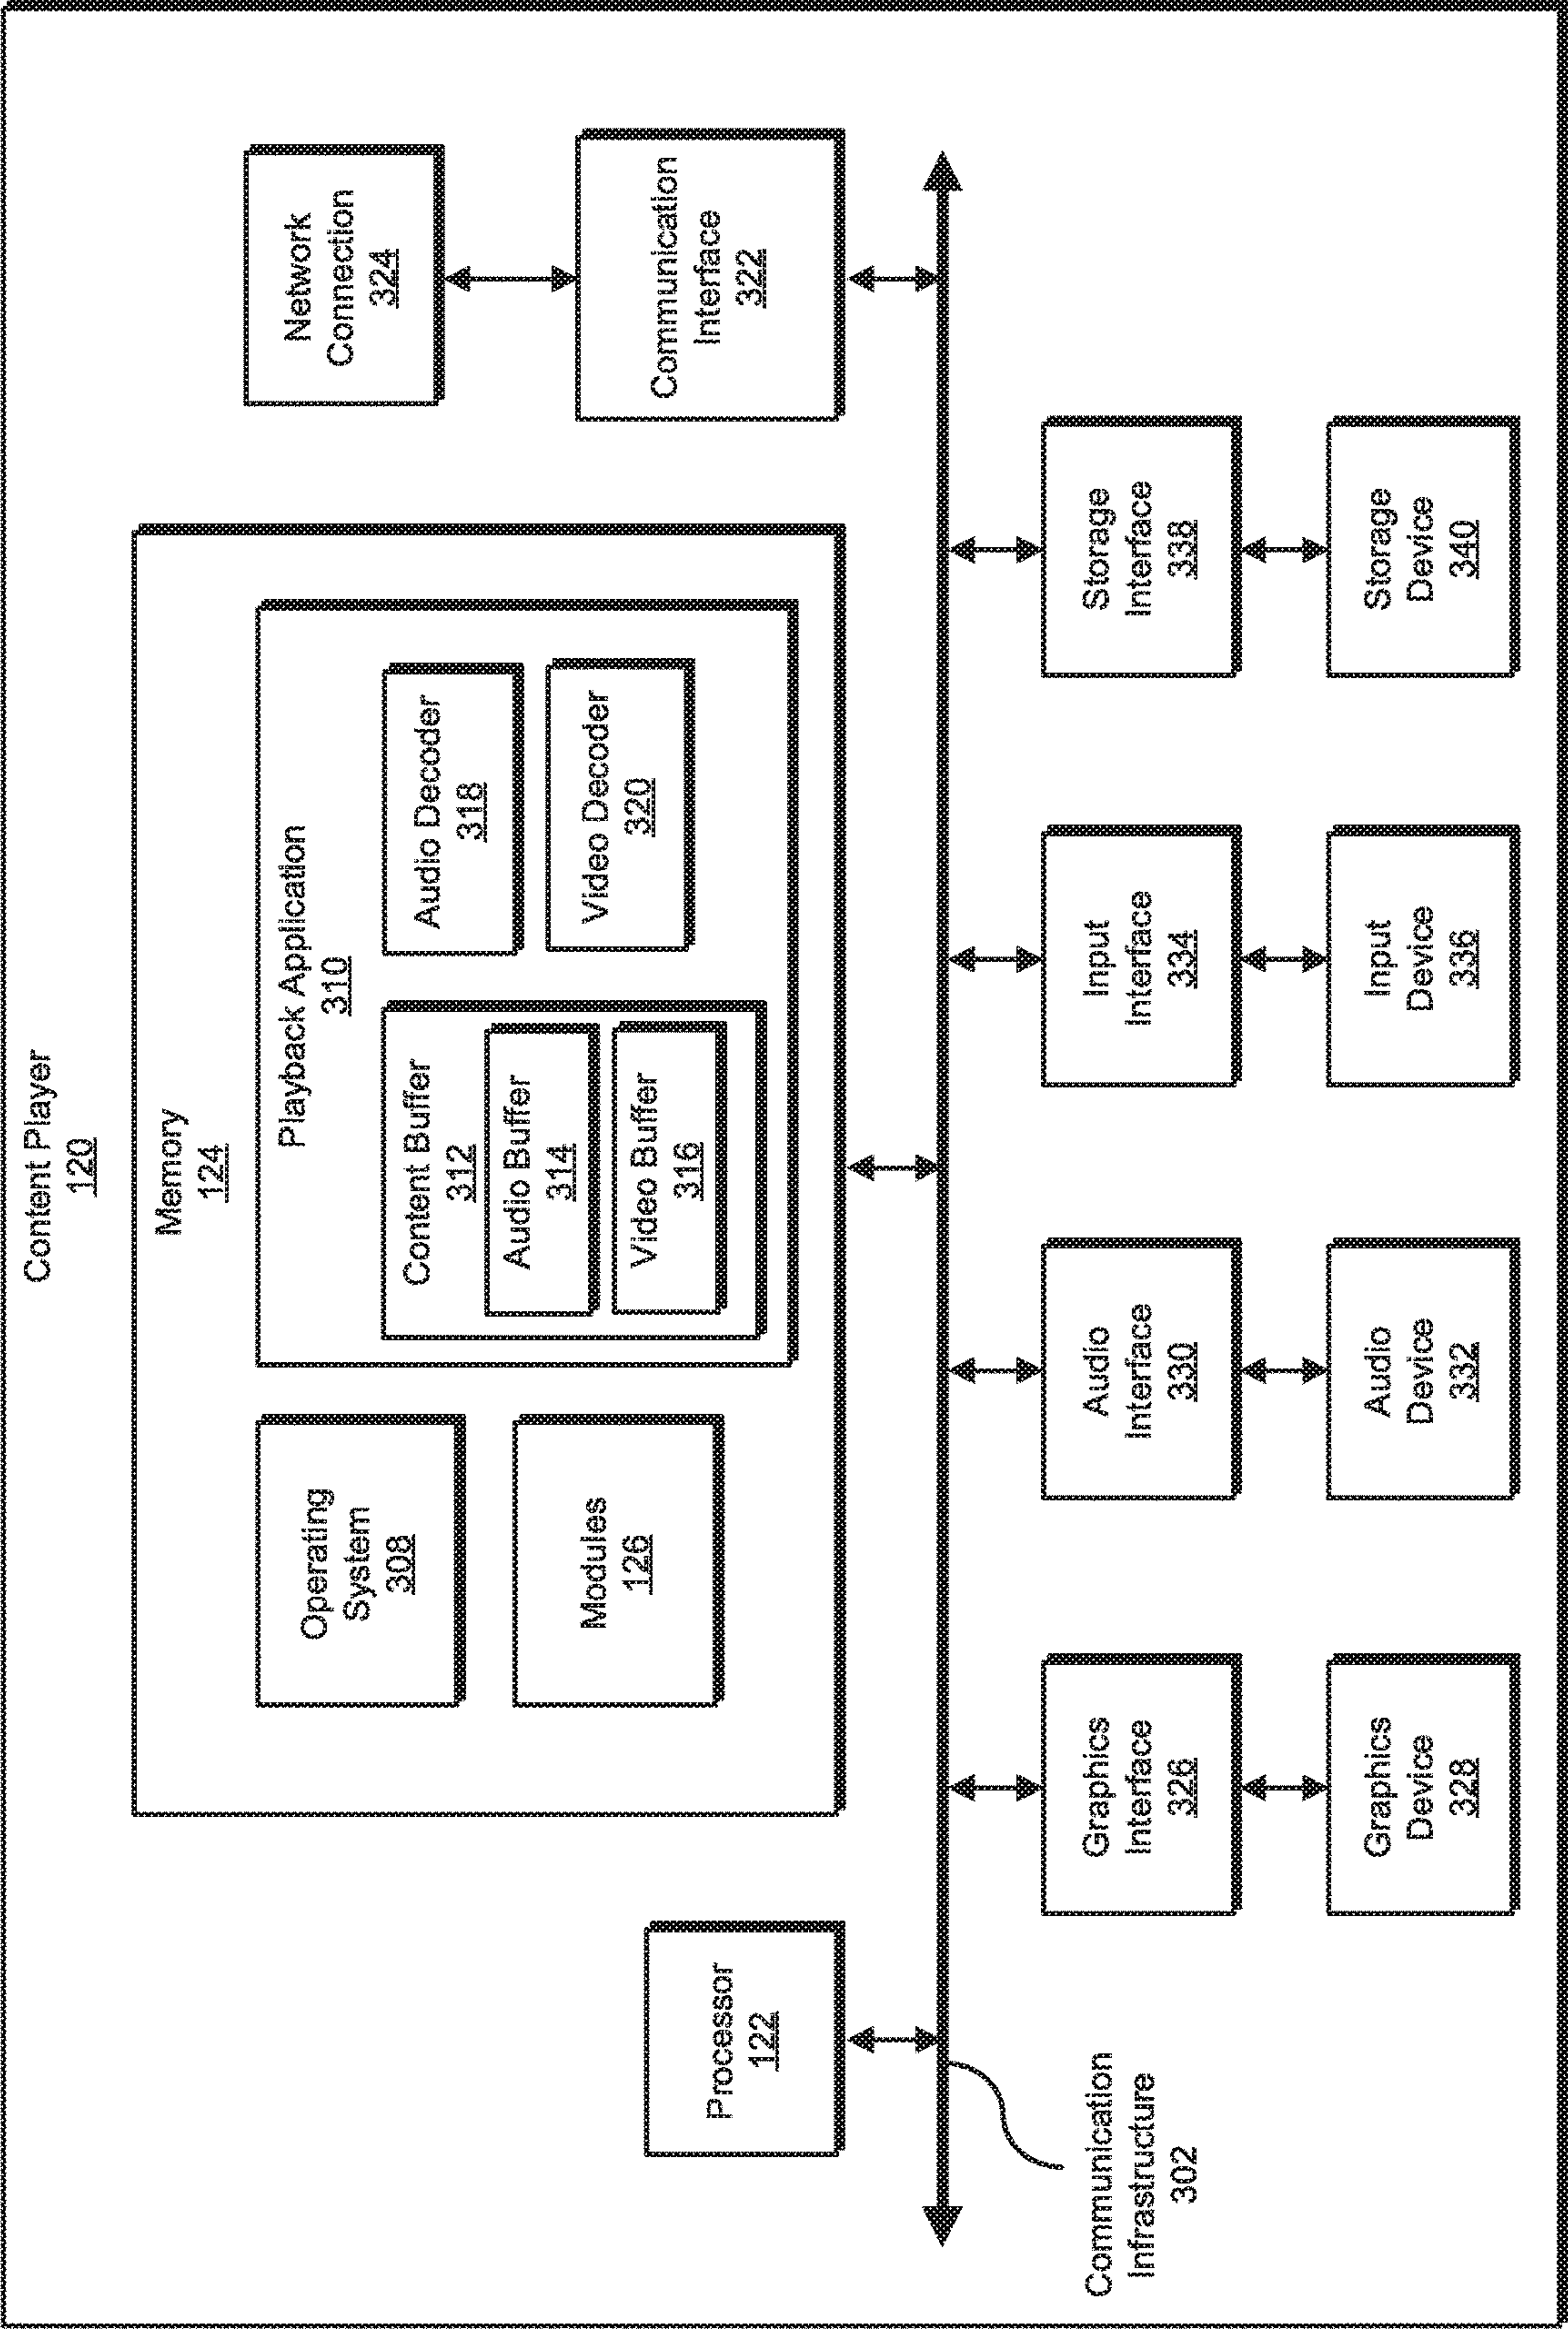 Content Player
120
Memory
124
Operating
System
308
Modules
126
Playback Application
310
Content Buffer
312
Audio Buffer
314
Video Buffer
316
Audio Decoder
318
Video Decoder
320
Network
Connection
324
Communication
Interface
322
Processor
122
Communication
Infrastructure
302
Graphics
Interface
326
Graphics
Device
328
Audio
Interface
330
Audio
Device
332
Input
Interface
334
Input
Device
336
Storage
Interface
338
Storage
Device
340